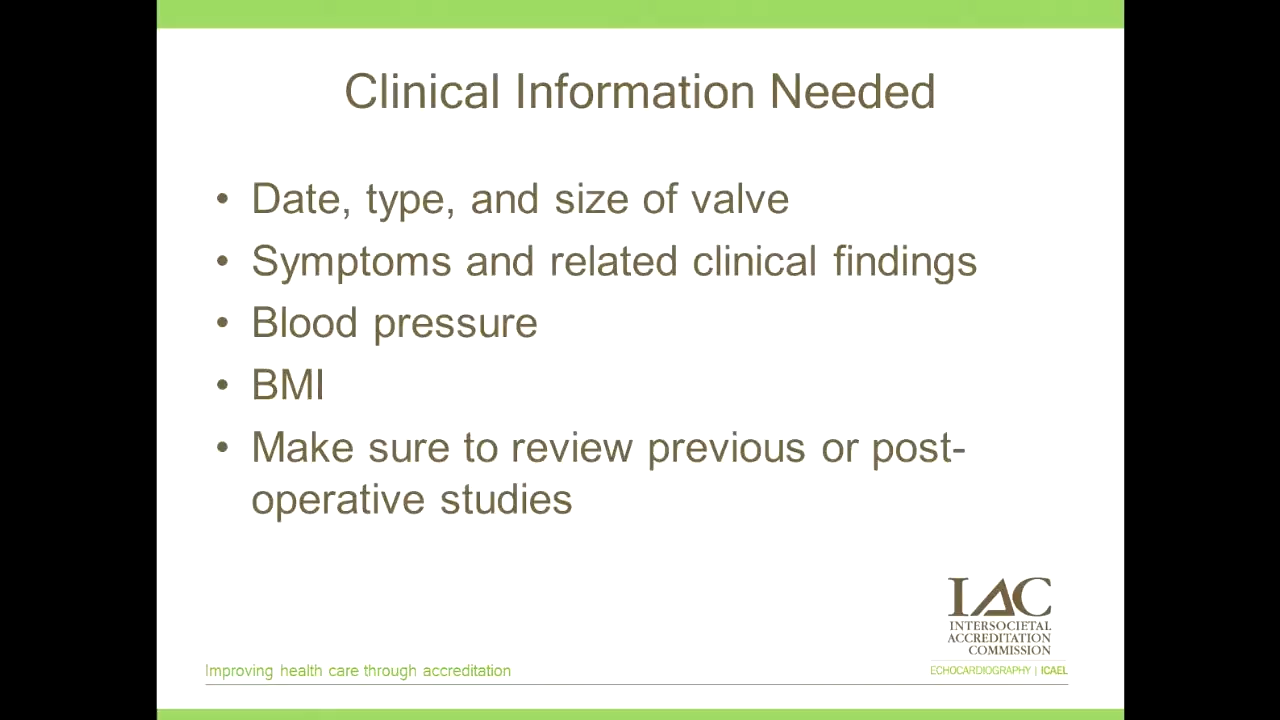 Clinical Information Needed
• Date, type, and size of valve
• Symptoms and related clinical findings
• Blood pressure
• BMI
• Make sure to review previous or post-
operative studies
IAC
INTERSOCIETAL
ACCREDITATION
COMMISSION
ECHOCARDIOGRAPHY | ICAEL
Improving health care through accreditation